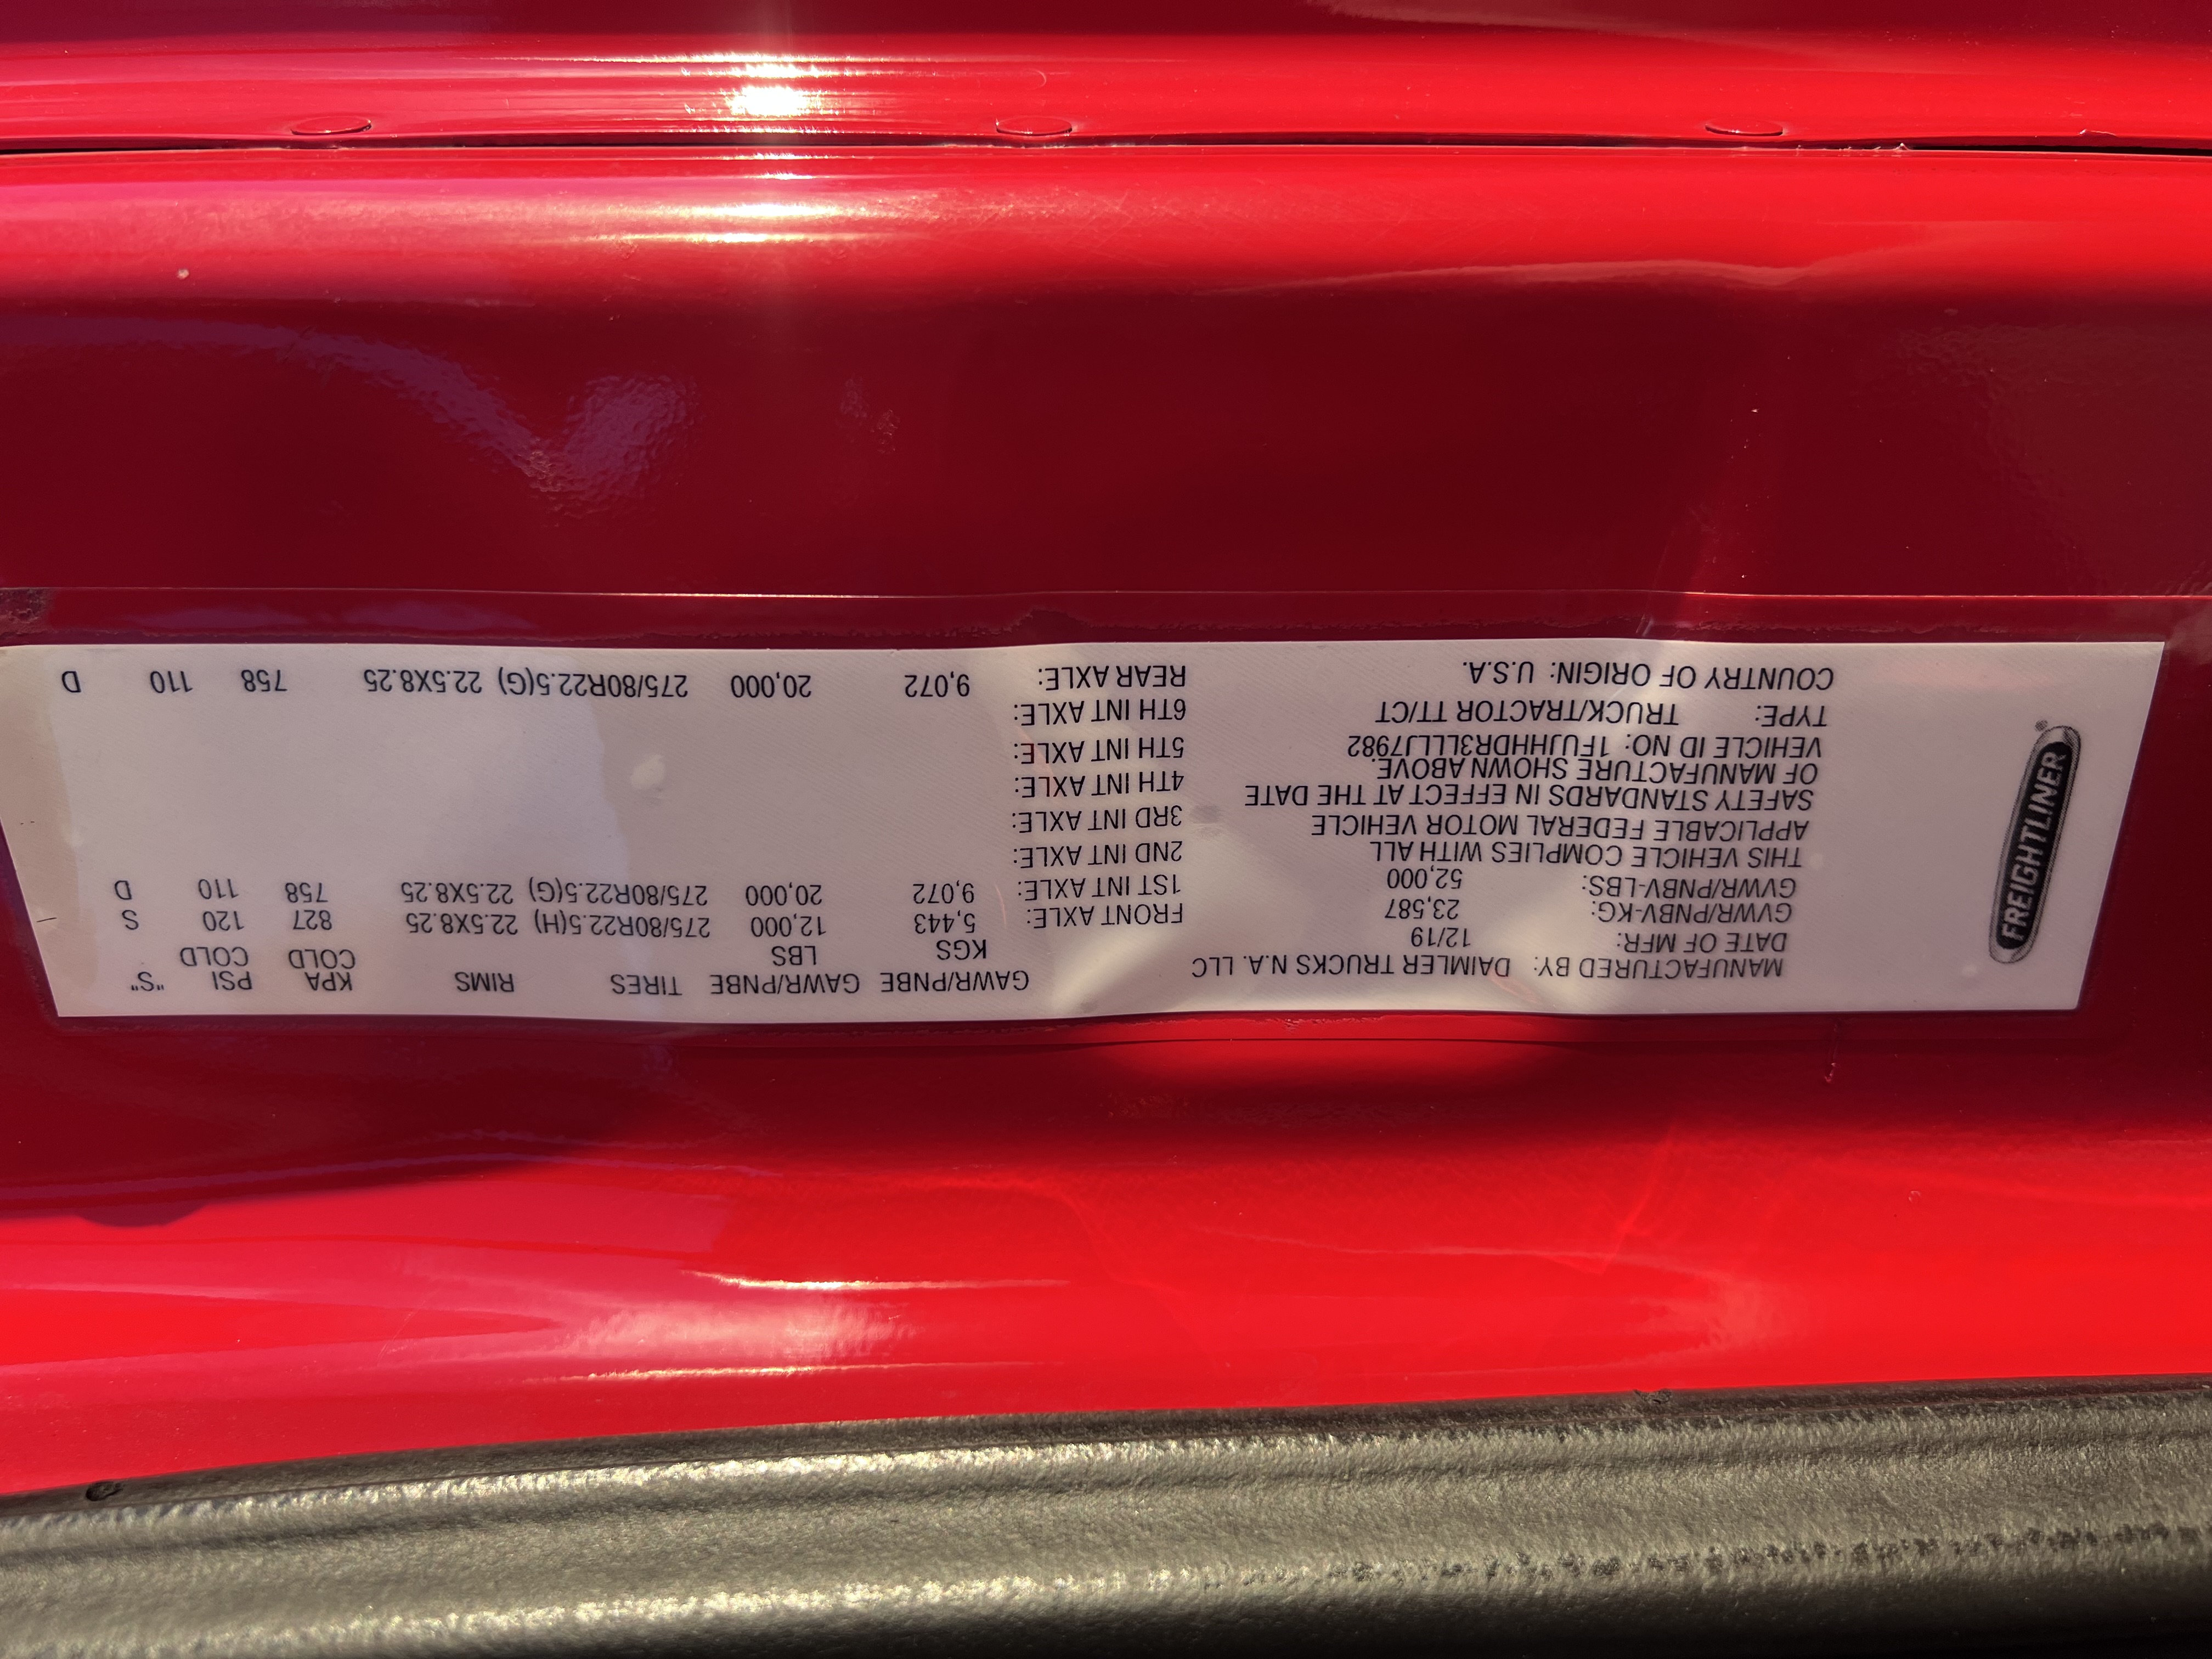 FREIGHTLINER®
MANUFACTURED BY: DAIMLER TRUCKS N.A. LLC
DATE OF MFR: 12/19
GVWR/PNBV-KG: 23,587
GVWR/PNBV-LBS: 52,000
THIS VEHICLE COMPLIES WITH ALL
APPLICABLE FEDERAL MOTOR VEHICLE
SAFETY STANDARDS IN EFFECT AT THE DATE
OF MANUFACTURE SHOWN ABOVE.
VEHICLE ID NO: 1FUJHHDR3LLLJ7982
TYPE: TRUCK/TRACTOR TT/CT
COUNTRY OF ORIGIN: U.S.A.
GAWR/PNBE GAWR/PNBE TIRES RIMS KPA PSI "S"
KGS LBS COLD COLD
FRONT AXLE: 5,443 12,000 275/80R22.5(H) 22.5X8.25 827 120 S
1ST INT AXLE: 9,072 20,000 275/80R22.5(G) 22.5X8.25 758 110 D
2ND INT AXLE:
3RD INT AXLE:
4TH INT AXLE:
5TH INT AXLE:
6TH INT AXLE:
REAR AXLE: 9,072 20,000 275/80R22.5(G) 22.5X8.25 758 110 D